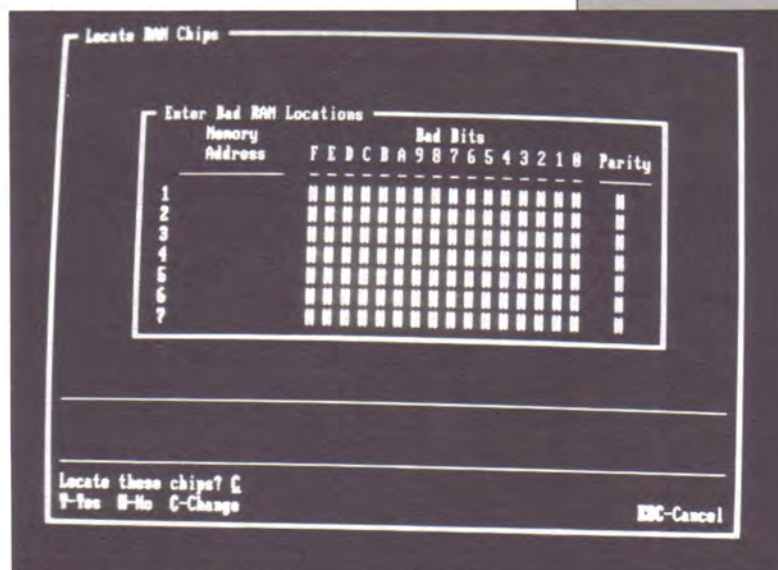 Locate RAM Chips
Enter Bad RAM Locations
Memory Bad Bits
Address F E D C B A 9 8 7 6 5 4 3 2 1 0 Parity
1 N N N N N N N N N N N N N N N N N
2 N N N N N N N N N N N N N N N N N
3 N N N N N N N N N N N N N N N N N
4 N N N N N N N N N N N N N N N N N
5 N N N N N N N N N N N N N N N N N
6 N N N N N N N N N N N N N N N N N
7 N N N N N N N N N N N N N N N N N
Locate these chips? C
Y-Yes N-No C-Change ESC-Cancel